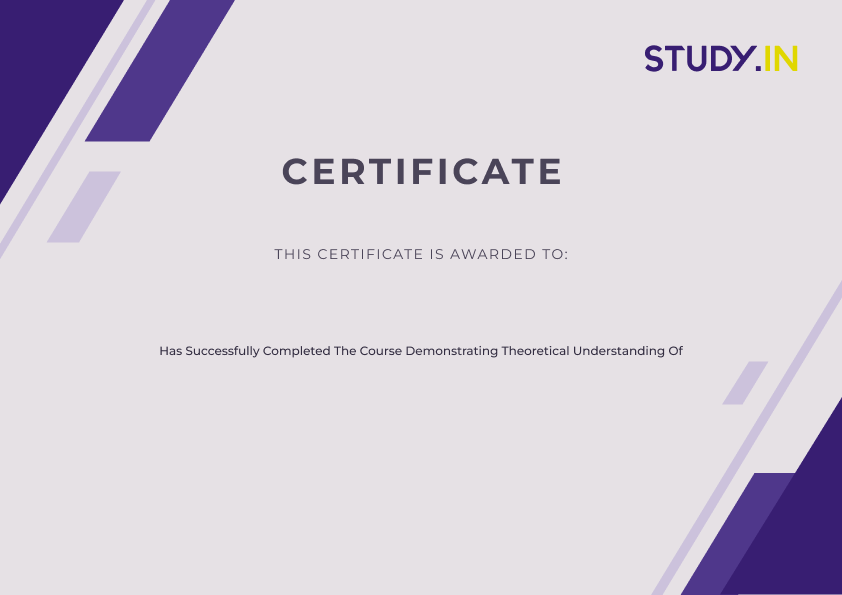 STUDY.IN
CERTIFICATE
THIS CERTIFICATE IS AWARDED TO:
Has Successfully Completed The Course Demonstrating Theoretical Understanding Of